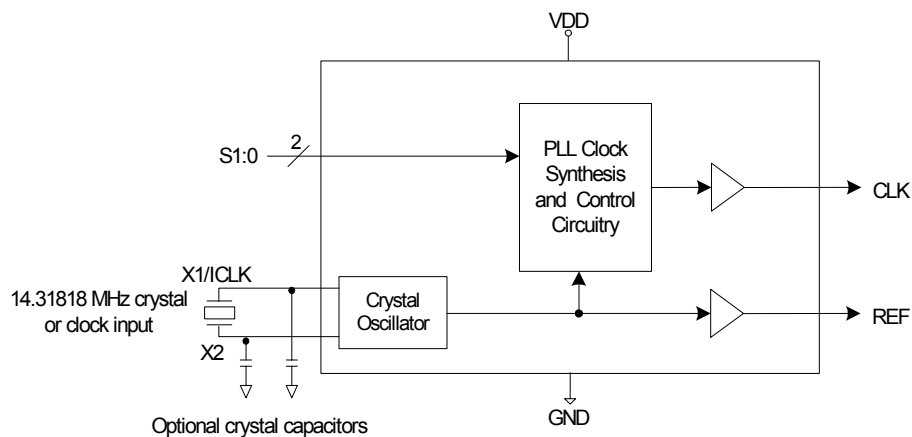 VDD
2
S1:0
PLL Clock
Synthesis
and Control
Circuitry
CLK
X1/ICLK
14.31818 MHz crystal
or clock input
X2
Crystal
Oscillator
REF
GND
Optional crystal capacitors